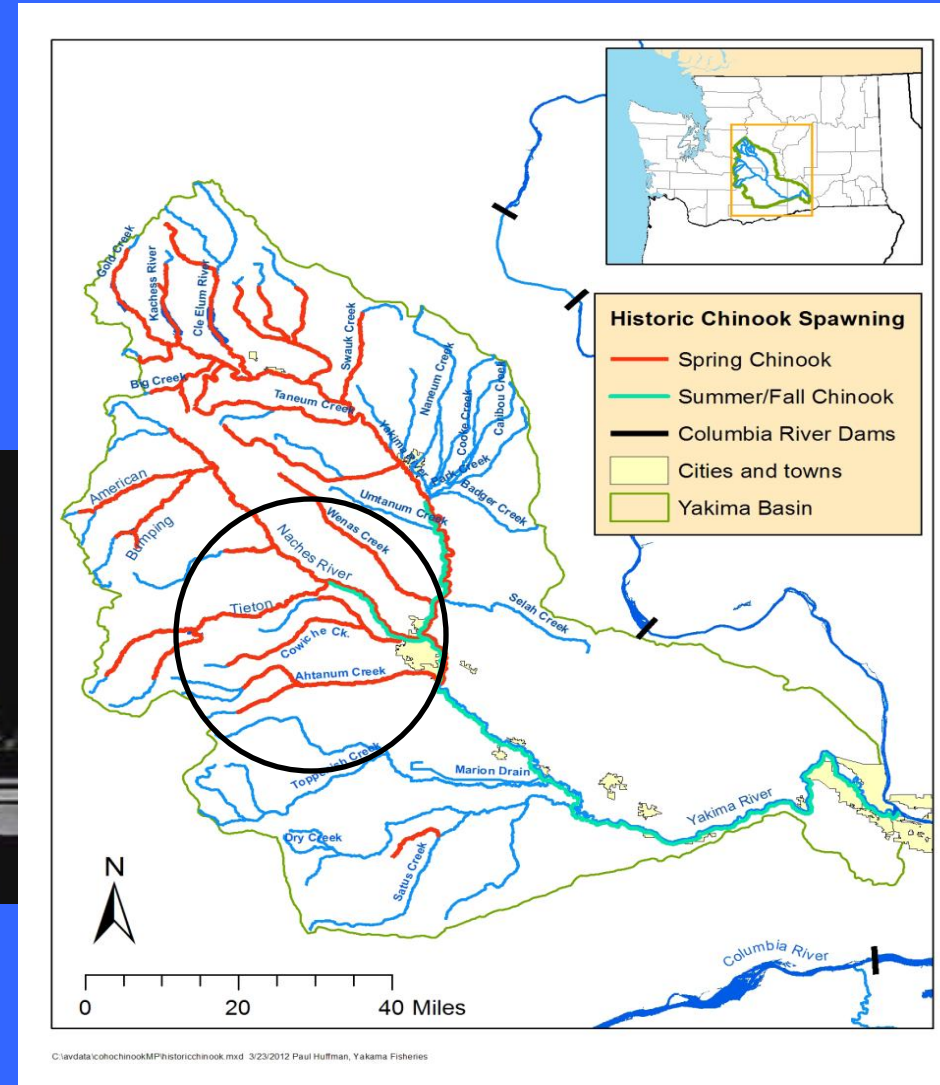 Gold Creek
Kachess River
Cle Elum River
Big Creek
Swauk Creek
Taneum Creek
Naneum Creek
Cooke Creek
Caribou Creek
Yakima River
Park Creek
Badger Creek
Umtanum Creek
American
Bumping
Naches River
Wenas Creek
Tieton
Cowiche Ck.
Ahtanum Creek
Selah Creek
Toppenish Creek
Marion Drain
Yakima River
Dry Creek
Satus Creek
Columbia River
Historic Chinook Spawning
Spring Chinook
Summer/Fall Chinook
Columbia River Dams
Cities and towns
Yakima Basin
N
0 20 40 Miles
C:\avdata\cohochinookMP\historicchinook.mxd 3/23/2012 Paul Huffman, Yakama Fisheries